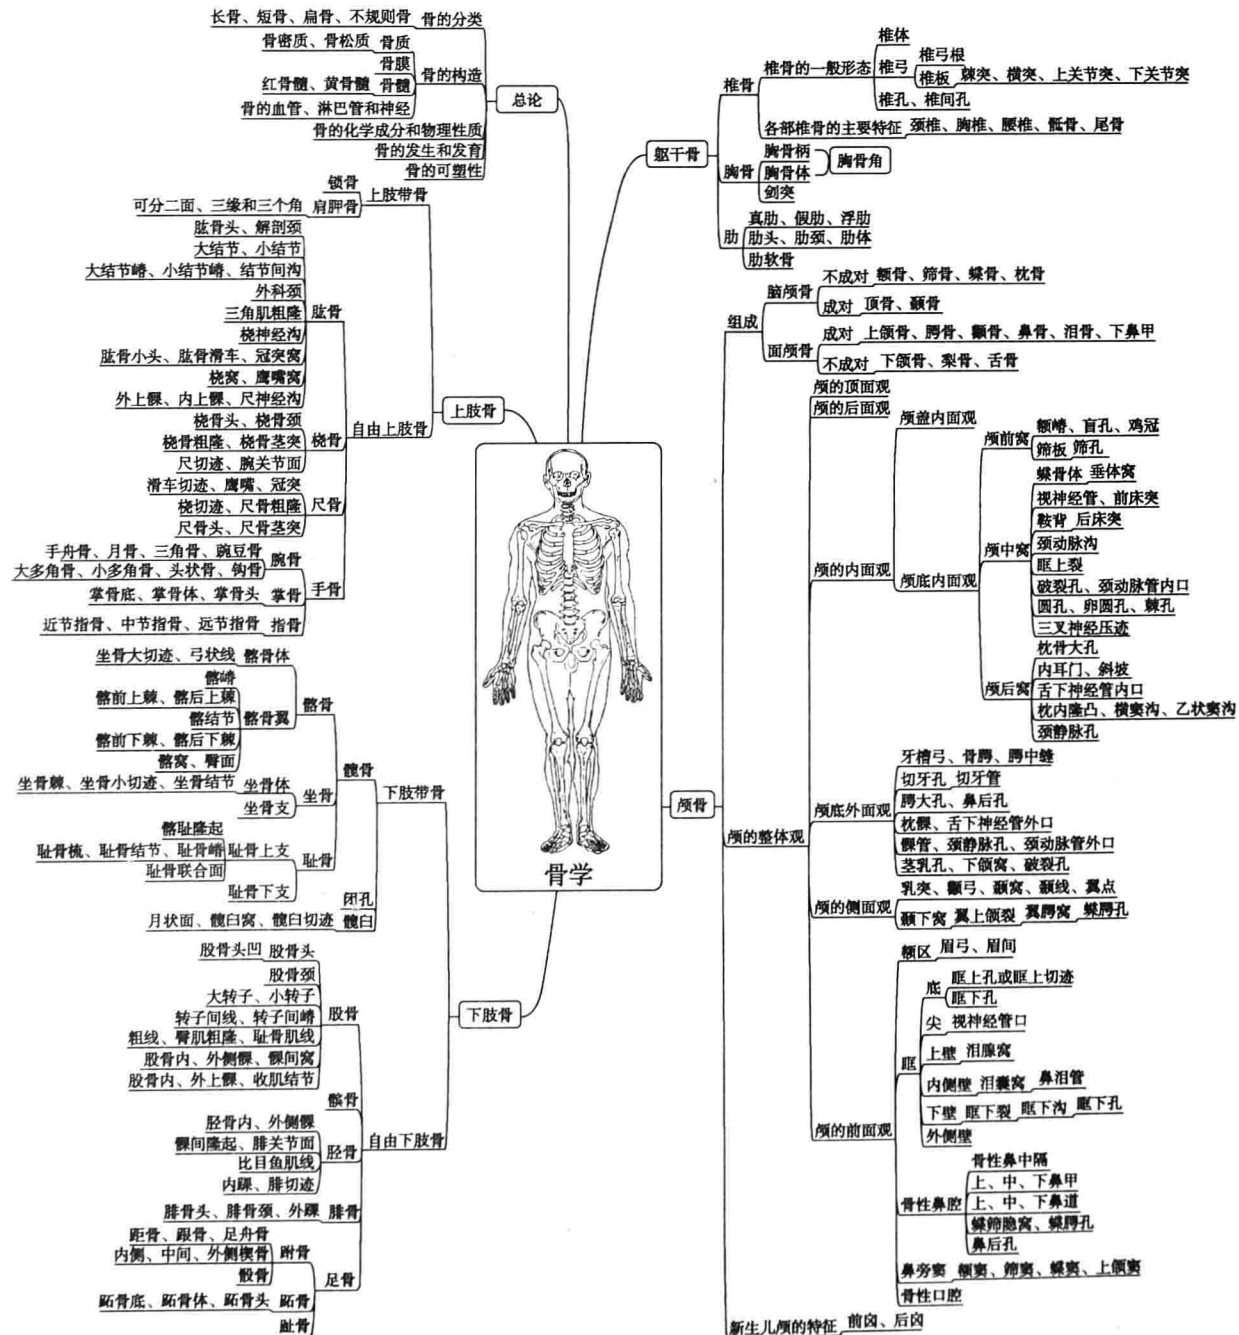 骨学
总论
骨的分类
长骨、短骨、扁骨、不规则骨
骨的构造
骨质
骨密质、骨松质
骨膜
骨髓
红骨髓、黄骨髓
骨的血管、淋巴管和神经
骨的化学成分和物理性质
骨的发生和发育
骨的可塑性
上肢骨
上肢带骨
锁骨
肩胛骨
可分二面、三缘和三个角
自由上肢骨
肱骨
肱骨头、解剖颈
大结节、小结节
大结节嵴、小结节嵴、结节间沟
外科颈
三角肌粗隆
桡神经沟
肱骨小头、肱骨滑车、冠突窝
桡窝、鹰嘴窝
外上髁、内上髁、尺神经沟
桡骨
桡骨头、桡骨颈
桡骨粗隆、桡骨茎突
尺切迹、腕关节面
尺骨
滑车切迹、鹰嘴、冠突
桡切迹、尺骨粗隆
尺骨头、尺骨茎突
手骨
腕骨
手舟骨、月骨、三角骨、豌豆骨
大多角骨、小多角骨、头状骨、钩骨
掌骨
掌骨底、掌骨体、掌骨头
指骨
近节指骨、中节指骨、远节指骨
下肢骨
下肢带骨
髋骨
髂骨
髂骨体
坐骨大切迹、弓状线
髂骨翼
髂嵴
髂前上棘、髂后上棘
髂结节
髂前下棘、髂后下棘
髂窝、臀面
坐骨
坐骨体
坐骨棘、坐骨小切迹、坐骨结节
坐骨支
耻骨
耻骨上支
髂耻隆起
耻骨梳、耻骨结节、耻骨嵴
耻骨联合面
耻骨下支
闭孔
髋臼
月状面、髋臼窝、髋臼切迹
自由下肢骨
股骨
股骨头
股骨头凹
股骨颈
大转子、小转子
转子间线、转子间嵴
粗线、臀肌粗隆、耻骨肌线
股骨内、外侧髁、髁间窝
股骨内、外上髁、收肌结节
髌骨
胫骨
胫骨内、外侧髁
髁间隆起、腓关节面
比目鱼肌线
内踝、腓切迹
腓骨
腓骨头、腓骨颈、外踝
足骨
跗骨
距骨、跟骨、足舟骨
内侧、中间、外侧楔骨
骰骨
跖骨
跖骨底、跖骨体、跖骨头
趾骨
躯干骨
椎骨
椎骨的一般形态
椎体
椎弓
椎弓根
椎板
棘突、横突、上关节突、下关节突
椎孔、椎间孔
各部椎骨的主要特征
颈椎、胸椎、腰椎、骶骨、尾骨
胸骨
胸骨柄
胸骨体
胸骨角
剑突
肋
真肋、假肋、浮肋
肋头、肋颈、肋体
肋软骨
颅骨
组成
脑颅骨
不成对
额骨、筛骨、蝶骨、枕骨
成对
顶骨、颞骨
面颅骨
成对
上颌骨、腭骨、颧骨、鼻骨、泪骨、下鼻甲
不成对
下颌骨、犁骨、舌骨
颅的整体观
颅的顶面观
颅的后面观
颅的内面观
颅盖内面观
颅底内面观
颅前窝
额嵴、盲孔、鸡冠
筛板
筛孔
颅中窝
蝶骨体
垂体窝
视神经管、前床突
鞍背
后床突
颈动脉沟
眶上裂
破裂孔、颈动脉管内口
圆孔、卵圆孔、棘孔
三叉神经压迹
颅后窝
枕骨大孔
内耳门、斜坡
舌下神经管内口
枕内隆凸、横窦沟、乙状窦沟
颈静脉孔
颅底外面观
牙槽弓、骨腭、腭中缝
切牙孔
切牙管
腭大孔、鼻后孔
枕髁、舌下神经管外口
髁管、颈静脉孔、颈动脉管外口
茎乳孔、下颌窝、破裂孔
颅的侧面观
乳突、颧弓、颞窝、颞线、翼点
颞下窝
翼上颌裂
翼腭窝
蝶腭孔
颅的前面观
额区
眉弓、眉间
眶
底
眶上孔或眶上切迹
眶下孔
尖
视神经管口
上壁
泪腺窝
内侧壁
泪囊窝
鼻泪管
下壁
眶下裂
眶下沟
眶下孔
外侧壁
骨性鼻腔
骨性鼻中隔
上、中、下鼻甲
上、中、下鼻道
蝶筛隐窝、蝶腭孔
鼻后孔
鼻旁窦
额窦、筛窦、蝶窦、上颌窦
骨性口腔
新生儿颅的特征
前囟、后囟